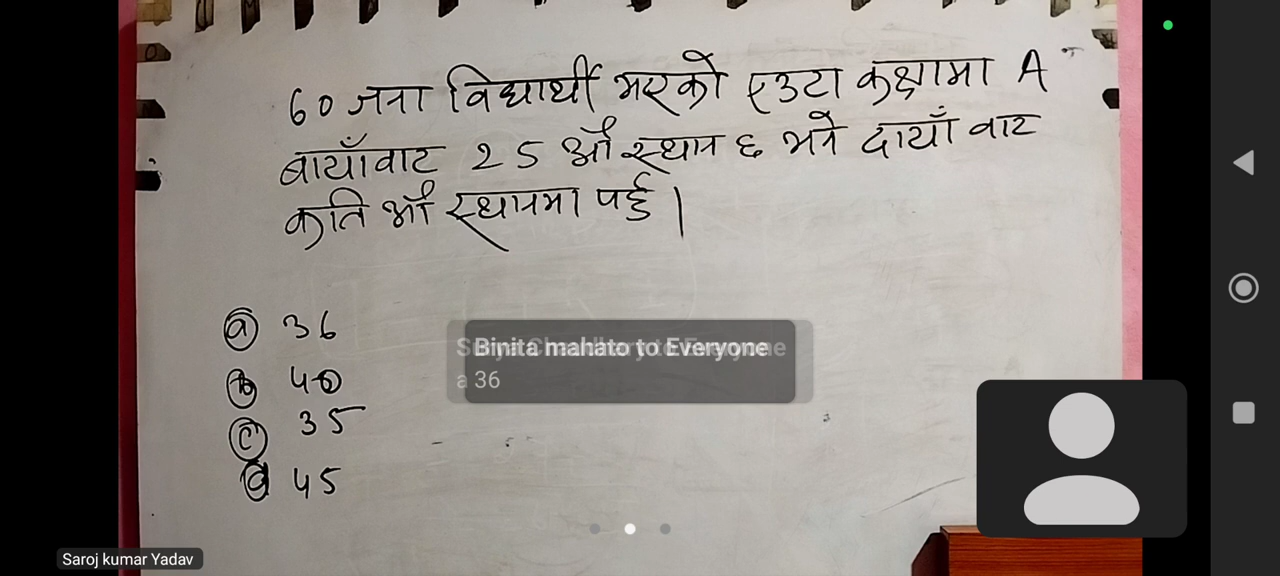 60 जना विद्यार्थी भएको एउटा कक्षामा A
बायाँवाट 25 औँ स्थान छ भने दायाँ वाट
कति औँ स्थानमा पर्छ ।
(a) 36
(b) 40
(c) 35
(d) 45
Binita mahato to Everyone
a 36
Saroj kumar Yadav